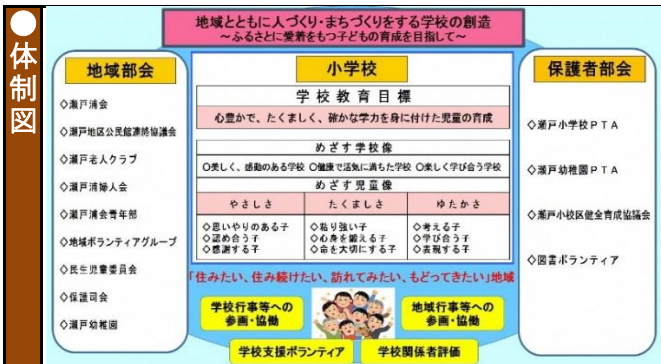 ●体制図
地域とともに人づくり・まちづくりをする学校の創造
～ふるさとに愛着をもつ子どもの育成を目指して～
地域部会
◇瀬戸浦会
◇瀬戸地区公民館連絡協議会
◇瀬戸老人クラブ
◇瀬戸浦婦人会
◇瀬戸浦会青年部
◇地域ボランティアグループ
◇民生児童委員会
◇保護司会
◇瀬戸幼稚園
小学校
学校教育目標
心豊かで、たくましく、確かな学力を身に付けた児童の育成
めざす学校像
○美しく、感動のある学校 ○健康で活気に満ちた学校 ○楽しく学び合う学校
めざす児童像
やさしさ たくましさ ゆたかさ
◇思いやりのある子 ◇粘り強い子 ◇考える子
◇認め合う子 ◇心身を鍛える子 ◇学び合う子
◇感謝する子 ◇命を大切にする子 ◇表現する子
保護者部会
◇瀬戸小学校ＰＴＡ
◇瀬戸幼稚園ＰＴＡ
◇瀬戸小校区健全育成協議会
◇図書ボランティア
「住みたい、住み続けたい、訪れてみたい、もどってきたい」地域
学校行事等への
参画・協働
地域行事等への
参画・協働
学校支援ボランティア
学校関係者評価